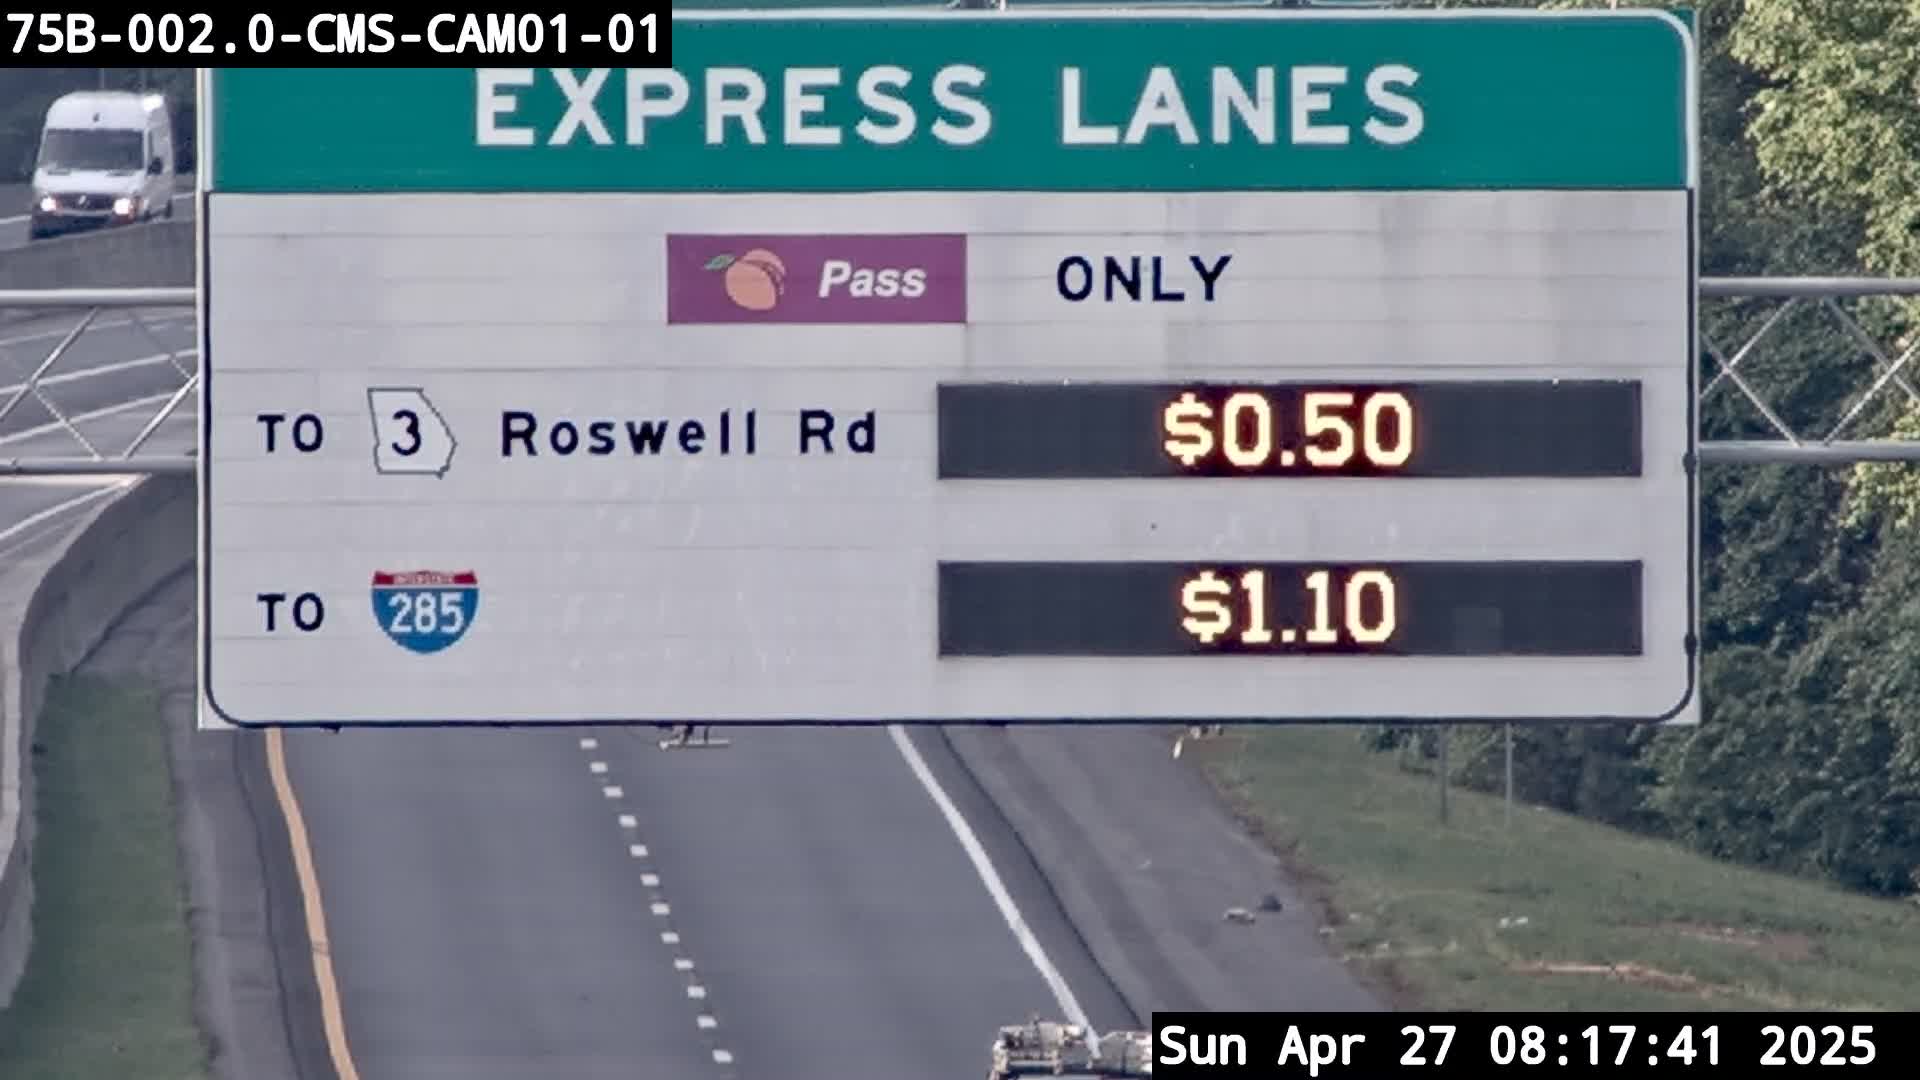 75B-002.0-CMS-CAM01-01
EXPRESS LANES
Pass ONLY
TO 3 Roswell Rd $0.50
INTERSTATE
TO 285 $1.10
Sun Apr 27 08:17:41 2025